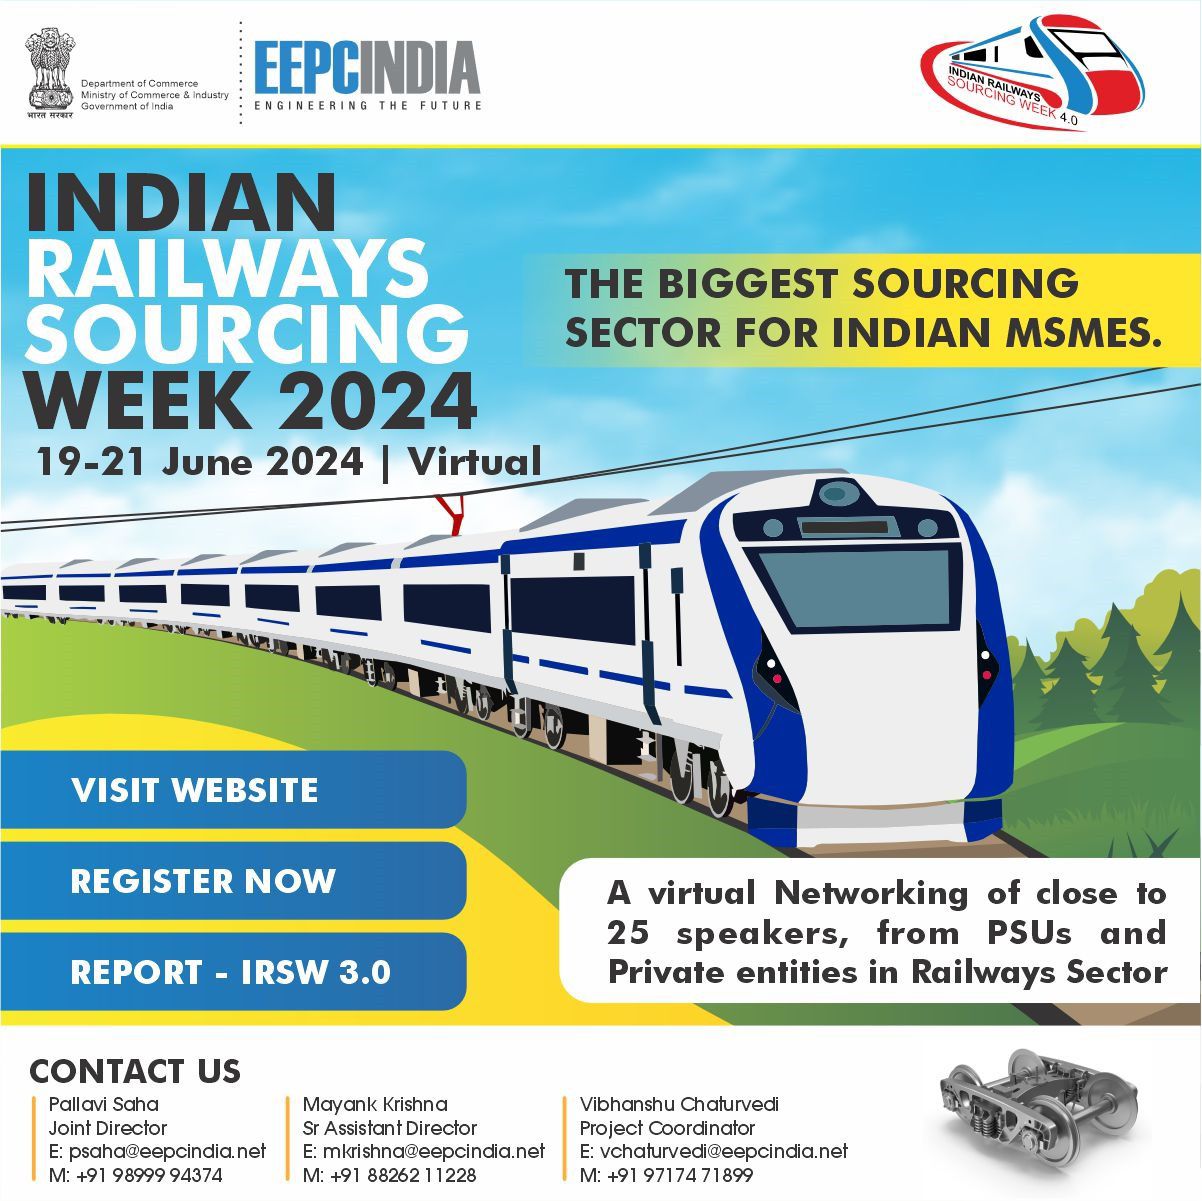 भारत सरकार
Department of Commerce
Ministry of Commerce & Industry
Government of India
EEPCINDIA
ENGINEERING THE FUTURE
INDIAN RAILWAYS
SOURCING WEEK 4.0
INDIAN
RAILWAYS
SOURCING
WEEK 2024
19-21 June 2024 | Virtual
THE BIGGEST SOURCING
SECTOR FOR INDIAN MSMES.
VISIT WEBSITE
REGISTER NOW
REPORT - IRSW 3.0
A virtual Networking of close to
25 speakers, from PSUs and
Private entities in Railways Sector
CONTACT US
Pallavi Saha
Joint Director
E: psaha@eepcindia.net
M: +91 98999 94374
Mayank Krishna
Sr Assistant Director
E: mkrishna@eepcindia.net
M: +91 88262 11228
Vibhanshu Chaturvedi
Project Coordinator
E: vchaturvedi@eepcindia.net
M: +91 97174 71899